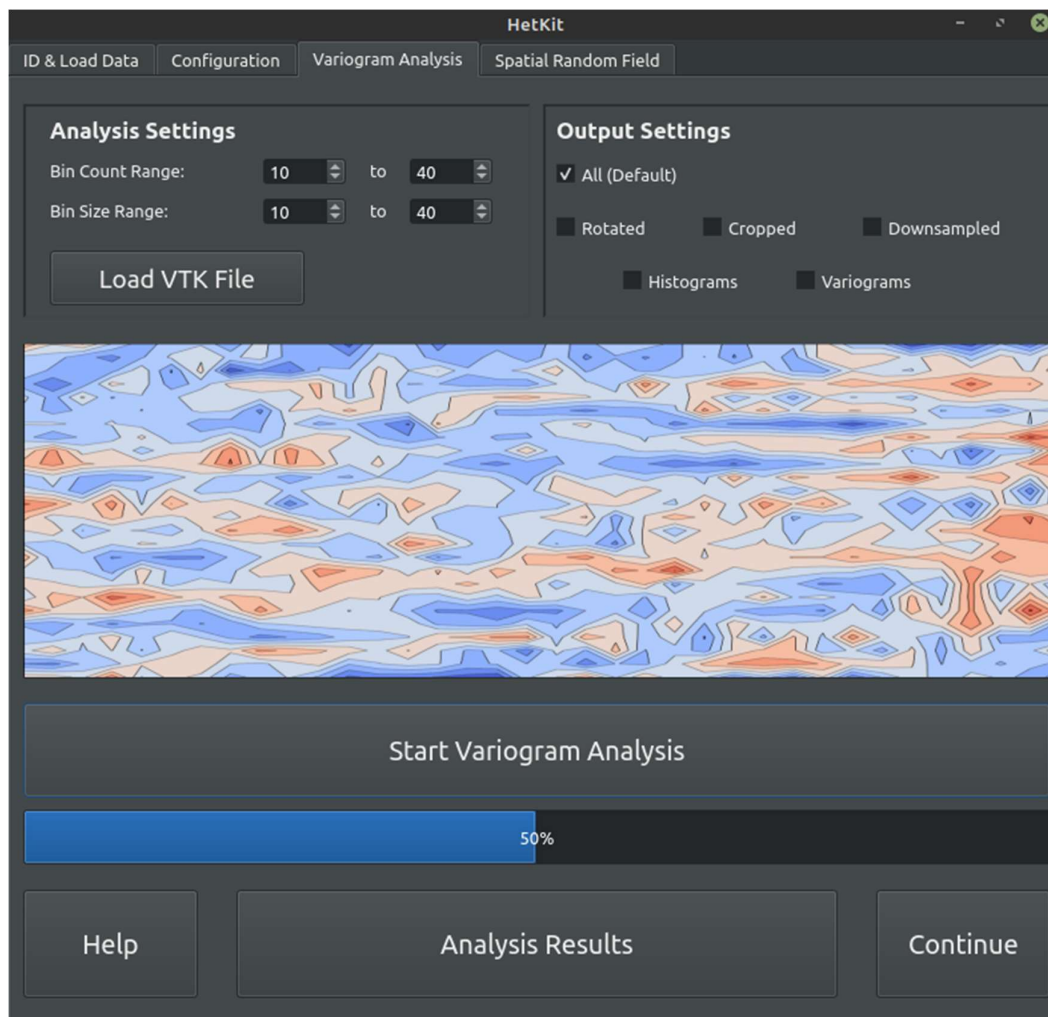 HetKit
ID & Load Data Configuration Variogram Analysis Spatial Random Field
Analysis Settings
Bin Count Range: 10 to 40
Bin Size Range: 10 to 40
Load VTK File
Output Settings
All (Default)
Rotated Cropped Downsampled
Histograms Variograms
Start Variogram Analysis
50%
Help Analysis Results Continue